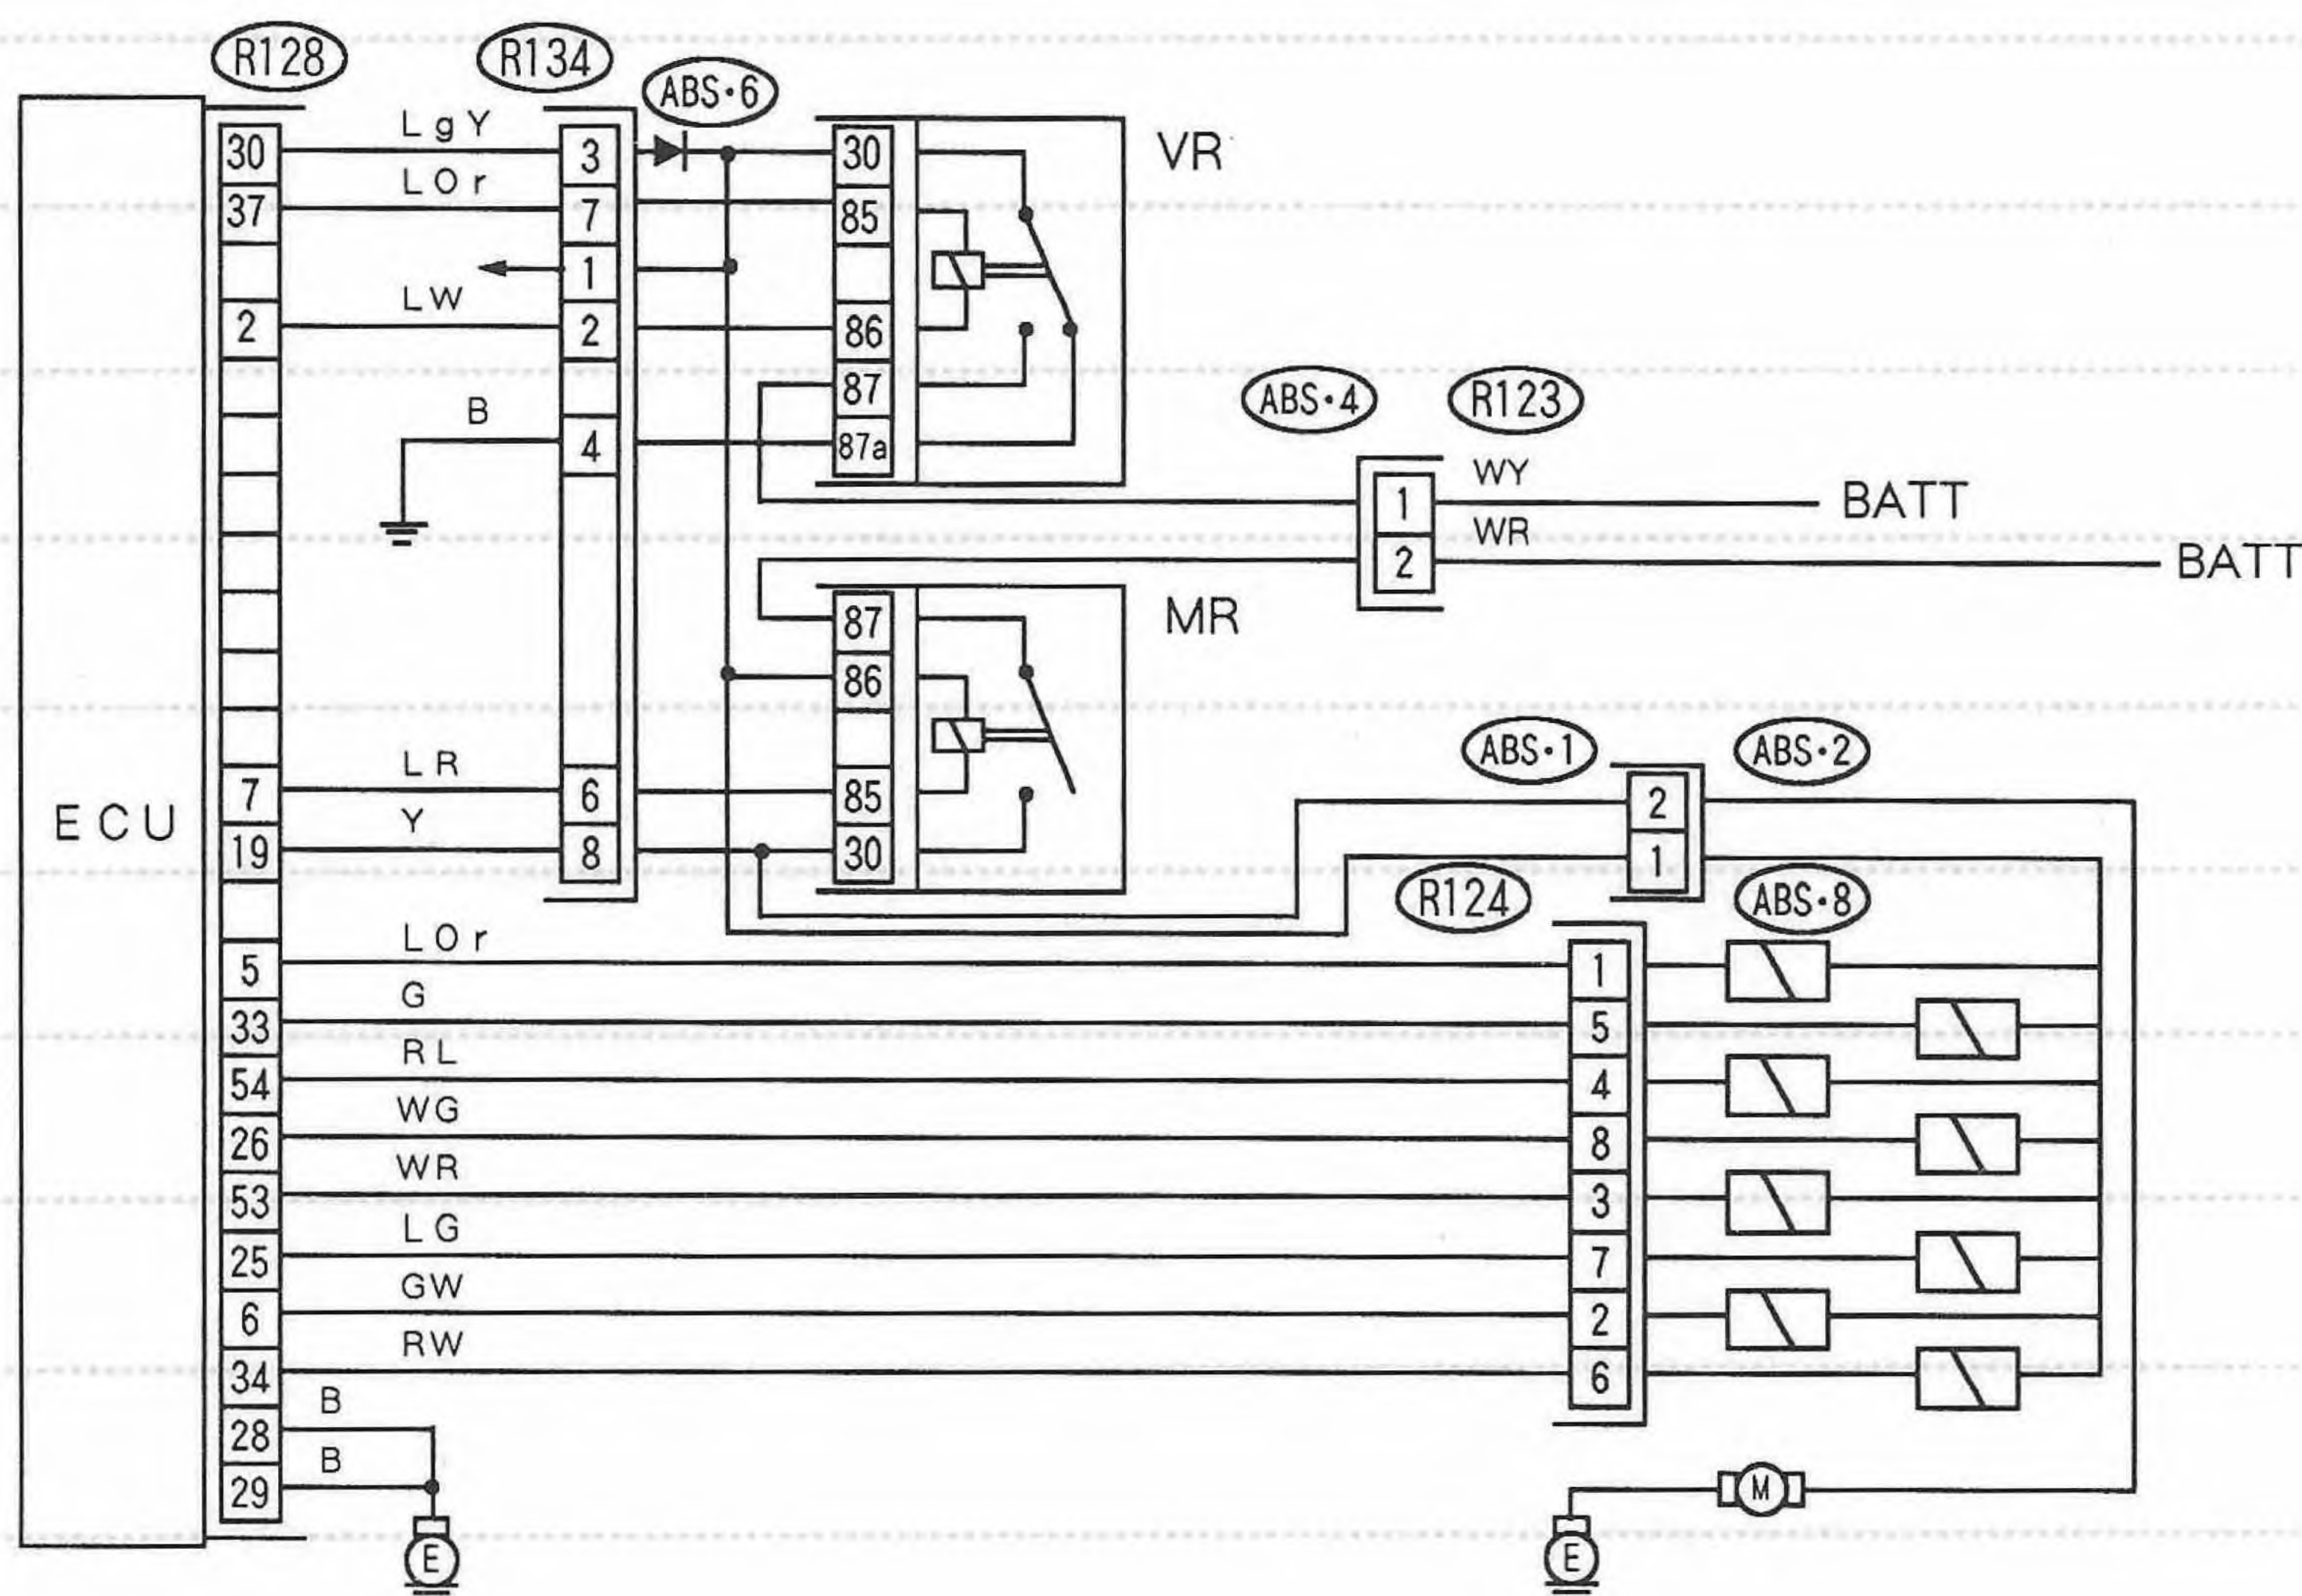 R128 R134 ABS・6
30 LgY 3 30 VR
37 LOr 7 85
1
2 LW 2 86
87 ABS・4 R123
B 4 87a
1 WY BATT
2 WR BATT
87 MR
86
ABS・1 ABS・2
7 LR 6 85 2
ECU
19 Y 8 30 1
R124 ABS・8
5 LOr 1
33 G 5
54 RL 4
26 WG 8
53 WR 3
25 LG 7
6 GW 2
34 RW 6
28 B
29 B M
E E